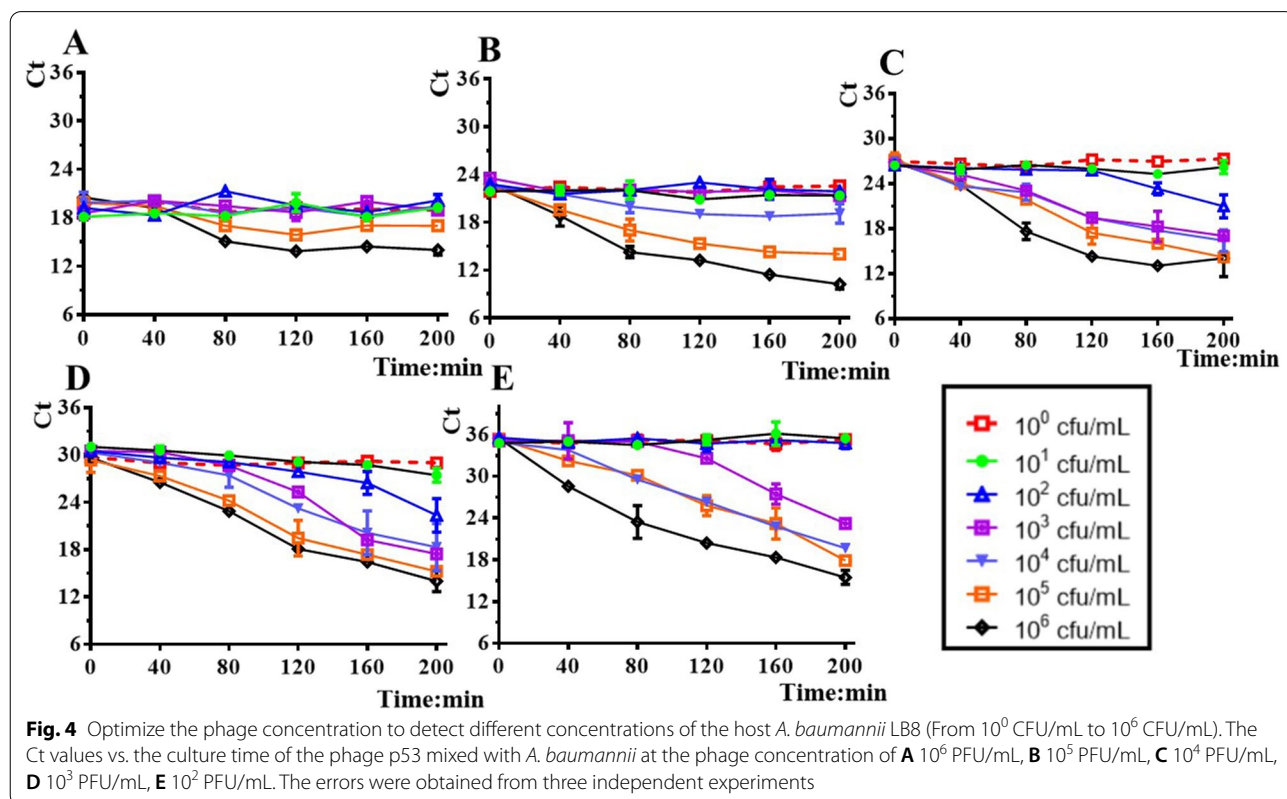 A
Ct
36
30
24
18
12
6
0 40 80 120 160 200
Time:min
B
Ct
36
30
24
18
12
6
0 40 80 120 160 200
Time:min
C
Ct
36
30
24
18
12
6
0 40 80 120 160 200
Time:min
D
Ct
36
30
24
18
12
6
0 40 80 120 160 200
Time:min
E
Ct
36
30
24
18
12
6
0 40 80 120 160 200
Time:min
10⁰ cfu/mL
10¹ cfu/mL
10² cfu/mL
10³ cfu/mL
10⁴ cfu/mL
10⁵ cfu/mL
10⁶ cfu/mL
Fig. 4 Optimize the phage concentration to detect different concentrations of the host A. baumannii LB8 (From 10⁰ CFU/mL to 10⁶ CFU/mL). The
Ct values vs. the culture time of the phage p53 mixed with A. baumannii at the phage concentration of A 10⁶ PFU/mL, B 10⁵ PFU/mL, C 10⁴ PFU/mL,
D 10³ PFU/mL, E 10² PFU/mL. The errors were obtained from three independent experiments